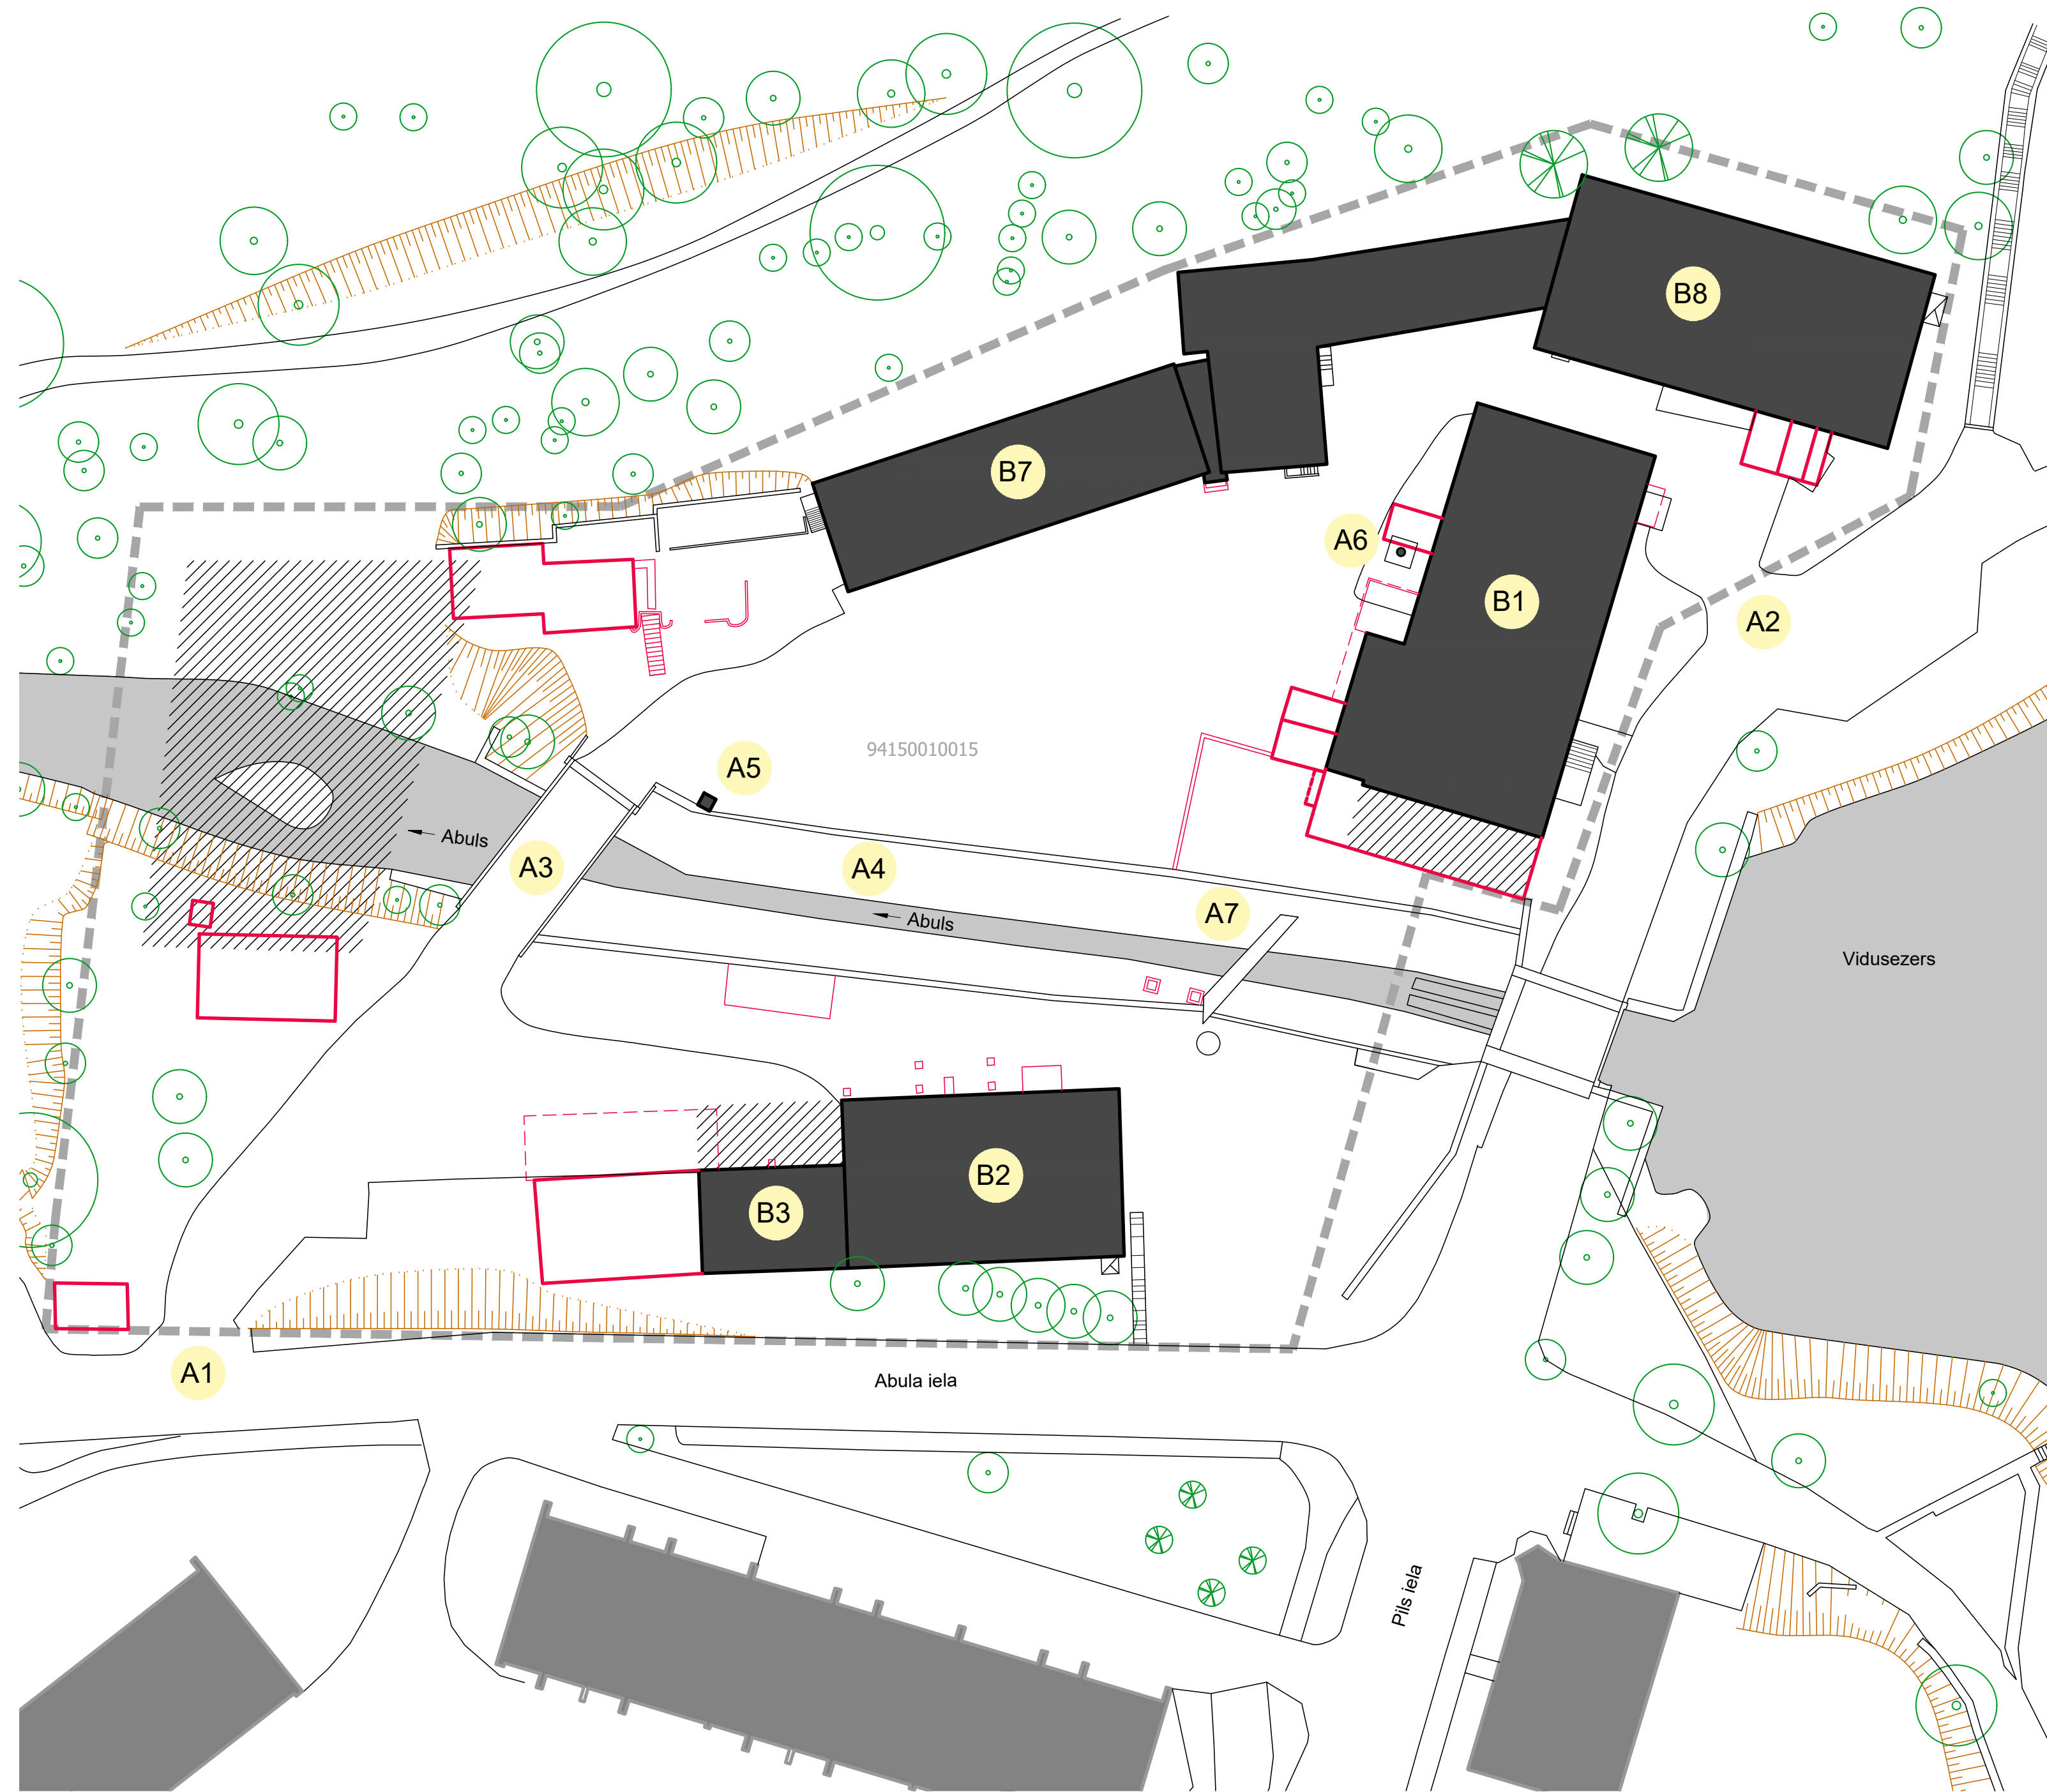 B8
B7
A6
B1
A2
94150010015
A5
Abuls
A3
A4
A7
Abuls
Vidusezers
B2
B3
A1
Abula iela
Pils iela